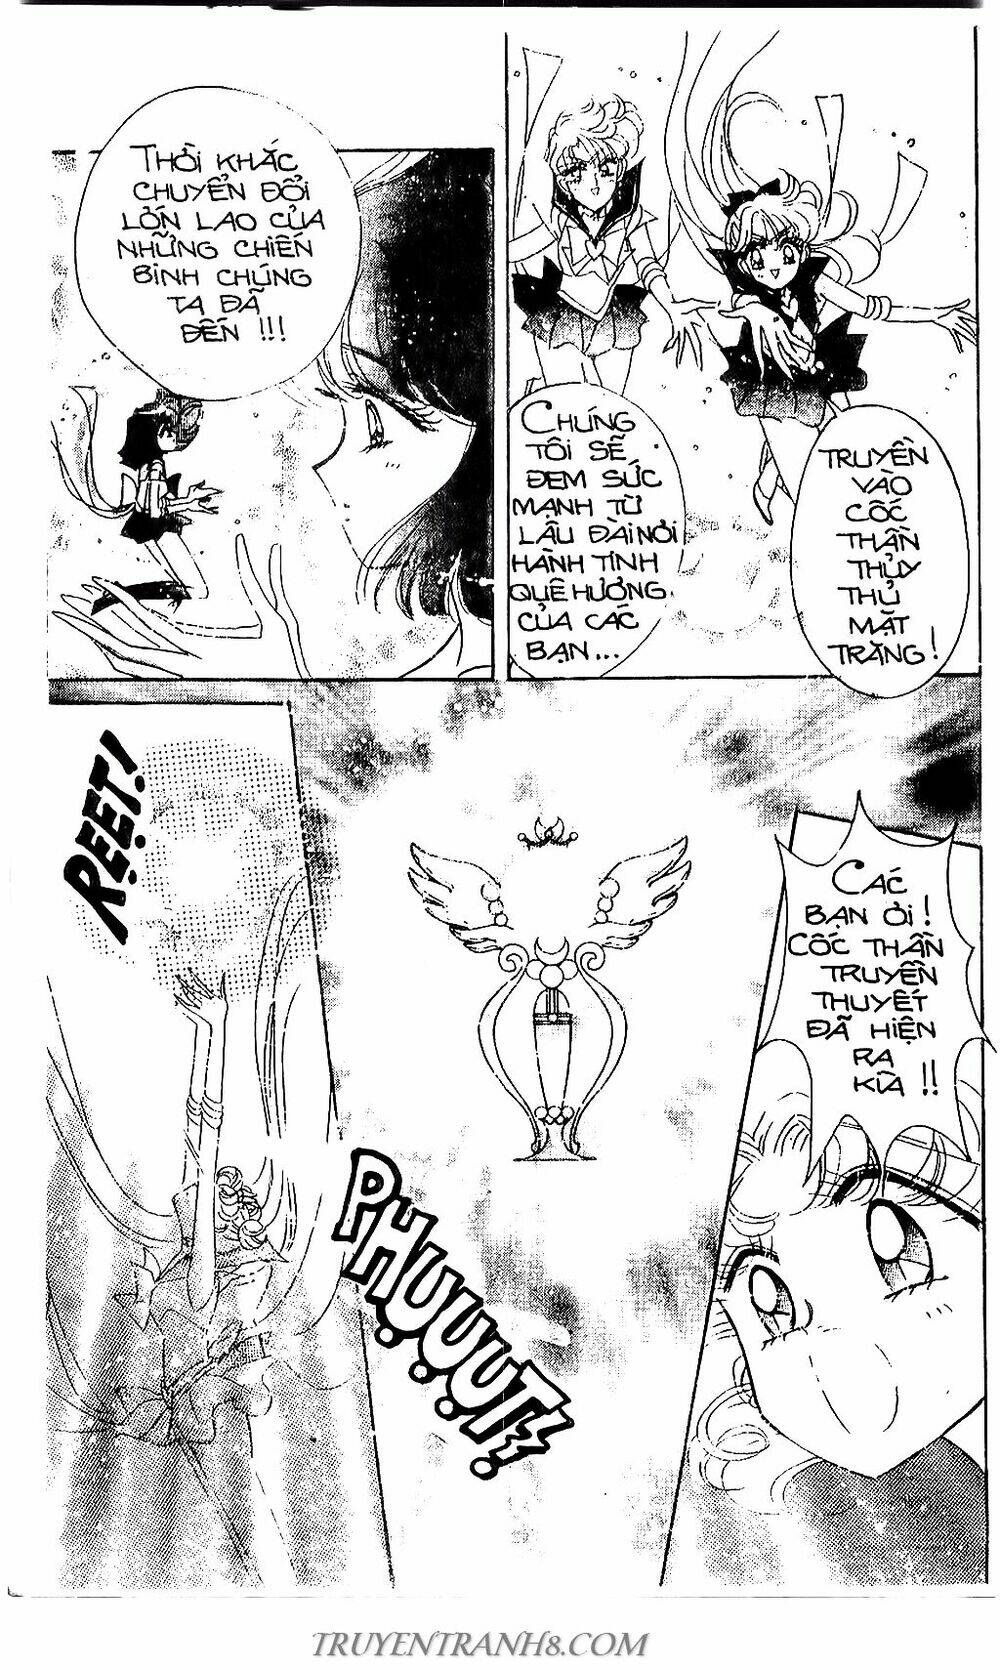 THỜI KHẮC
CHUYỂN ĐỔI
LỚN LAO CỦA
NHỮNG CHIẾN
BINH CHÚNG
TA ĐÃ
ĐẾN !!!
CHÚNG
TÔI SẼ
ĐEM SỨC
MẠNH TỪ
LÂU ĐÀI NƠI
HÀNH TINH
QUÊ HƯƠNG
CỦA CÁC
BẠN...
TRUYỀN
VÀO
CỐC
THẦN
THỦY
THỦ
MẶT
TRĂNG!
RẸẸT!
PHỤỤỤT!
CÁC
BẠN ƠI!
CỐC THẦN
TRUYỀN
THUYẾT
ĐÃ HIỆN
RA
KÌA !!
TRUYENTRANH8.COM